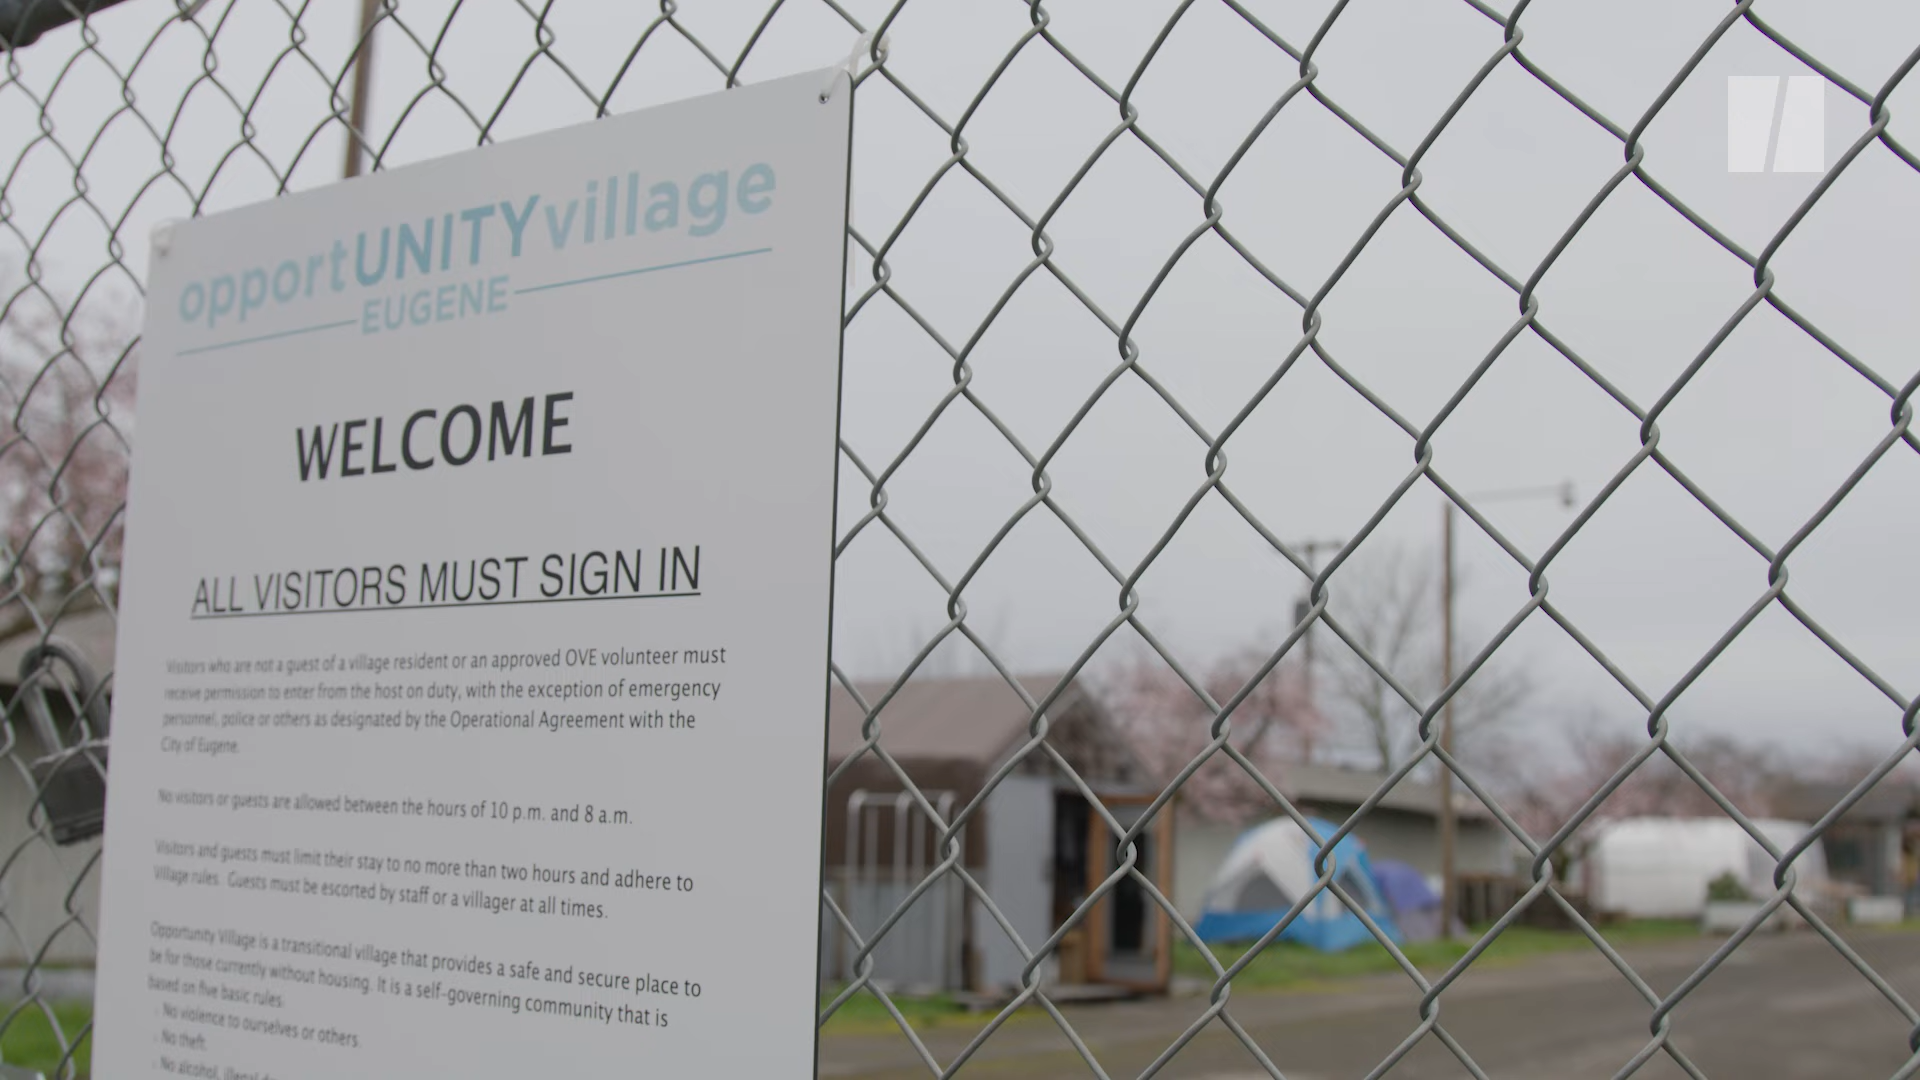 opportUNITYvillage
EUGENE
WELCOME
ALL VISITORS MUST SIGN IN
Visitors who are not a guest of a village resident or an approved OVE volunteer must
receive permission to enter from the host on duty, with the exception of emergency
personnel, police or others as designated by the Operational Agreement with the
City of Eugene.
No visitors or guests are allowed between the hours of 10 p.m. and 8 a.m.
Visitors and guests must limit their stay to no more than two hours and adhere to
Village rules. Guests must be escorted by staff or a villager at all times.
Opportunity Village is a transitional village that provides a safe and secure place to
be for those currently without housing. It is a self-governing community that is
based on five basic rules:
. No violence to ourselves or others.
. No theft.
. No alcohol, illegal